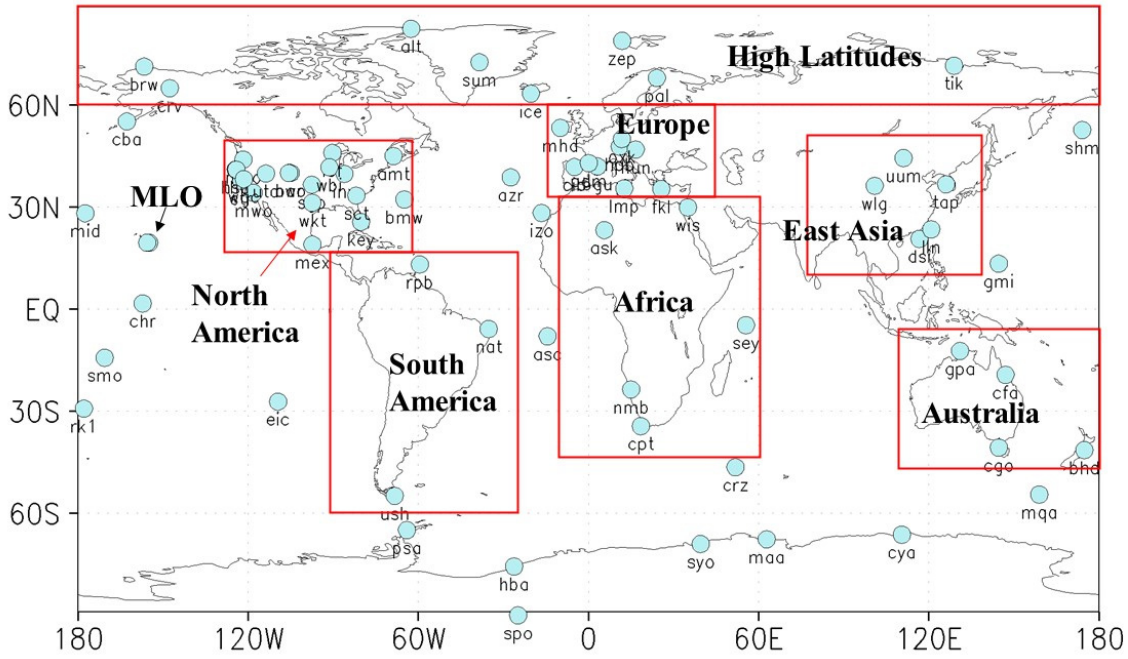 alt
zep
High Latitudes
sum
brw
tik
crv
pal
ice
60N
cba
Europe
mhd
shm
amt
uum
MLO
azr
wlg
tap
mwo
sct
bmw
lmp
fkl
30N
mid
wkt
key
izo
wis
ask
East Asia
lln
dsi
mex
rpb
gmi
North
America
Africa
EQ
chr
South
America
nat
asc
sey
smo
gpa
cfa
nmb
Australia
30S
rk1
eic
cpt
cgo
bhd
crz
60S
ush
mqa
psa
syo
maa
cya
hba
spo
180
120W
60W
0
60E
120E
180